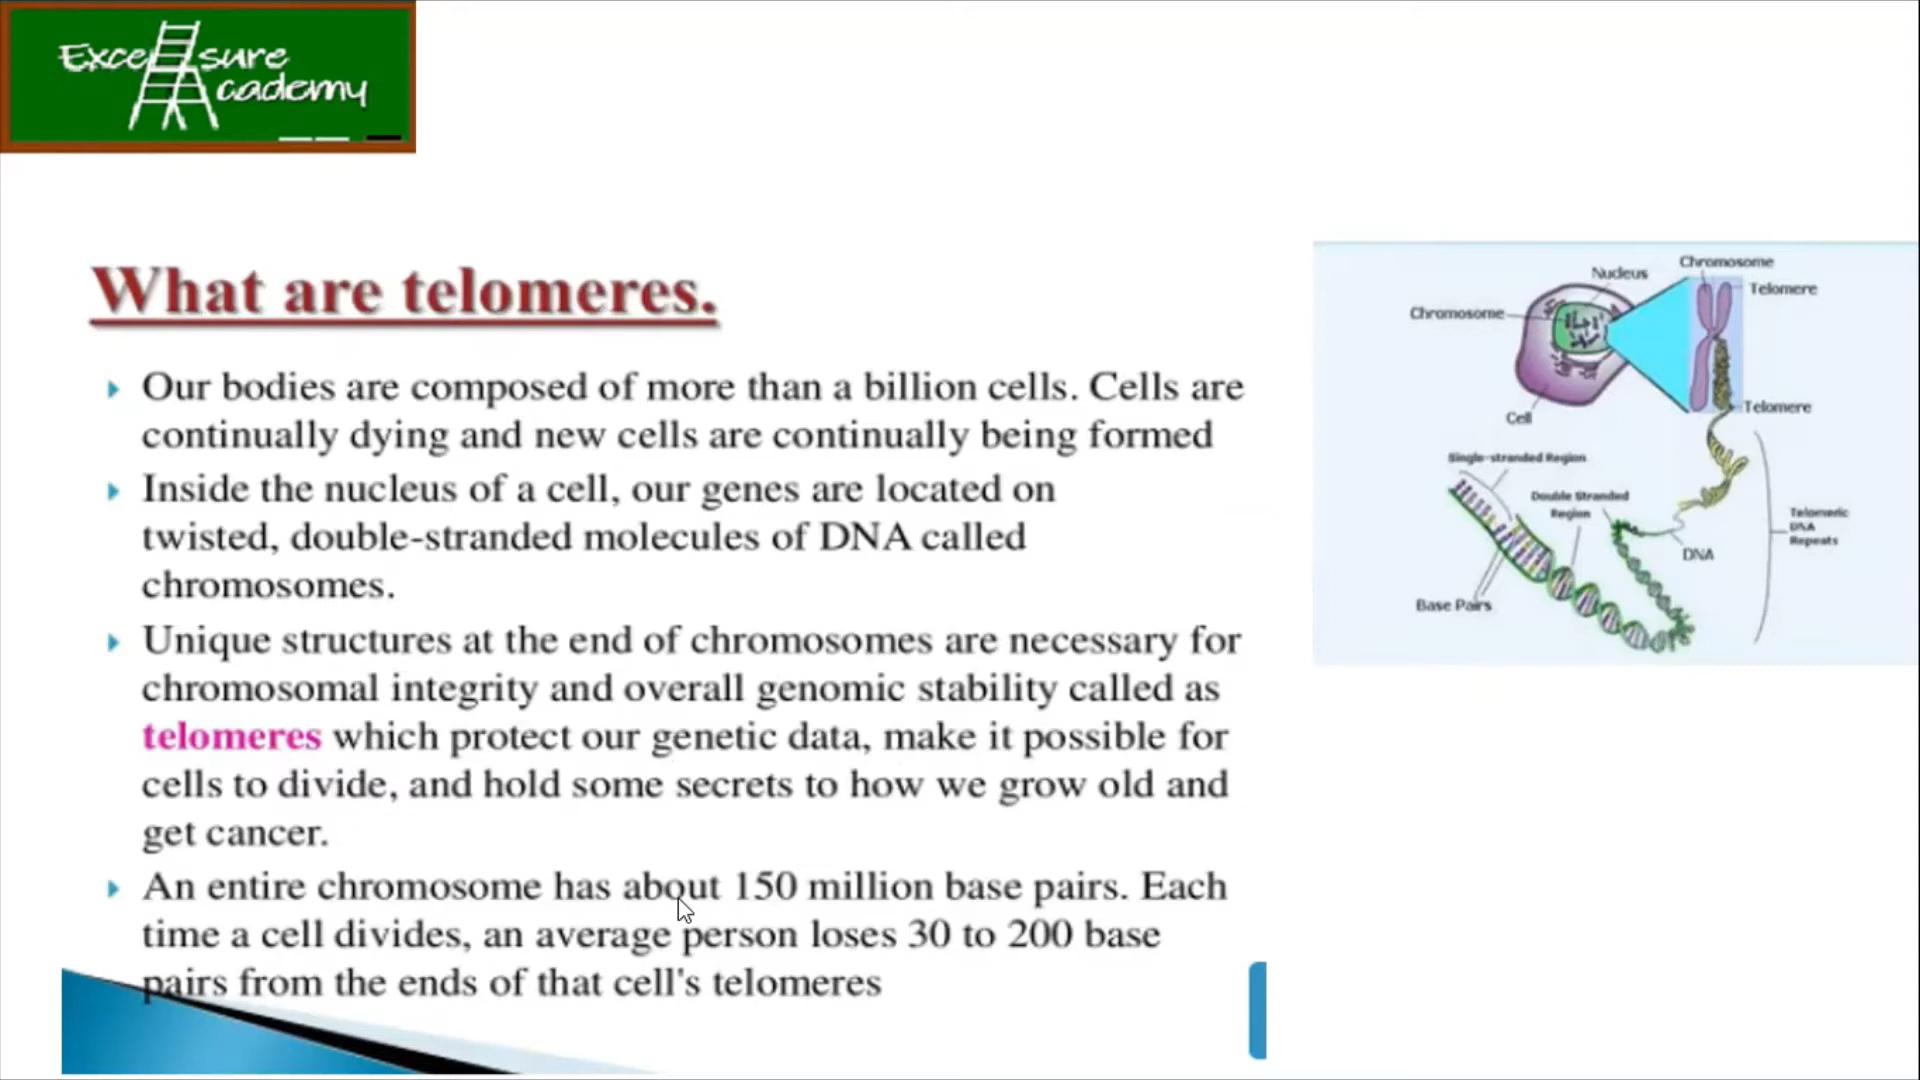 Excel sure
Academy
What are telomeres.
Our bodies are composed of more than a billion cells. Cells are
continually dying and new cells are continually being formed
Inside the nucleus of a cell, our genes are located on
twisted, double-stranded molecules of DNA called
chromosomes.
Unique structures at the end of chromosomes are necessary for
chromosomal integrity and overall genomic stability called as
telomeres which protect our genetic data, make it possible for
cells to divide, and hold some secrets to how we grow old and
get cancer.
An entire chromosome has about 150 million base pairs. Each
time a cell divides, an average person loses 30 to 200 base
pairs from the ends of that cell's telomeres
Chromosome
Nucleus
Telomere
Chromosome
Telomere
Cell
Single-stranded Region
Double Stranded
Region
Telomeric
DNA
Repeats
DNA
Base Pairs